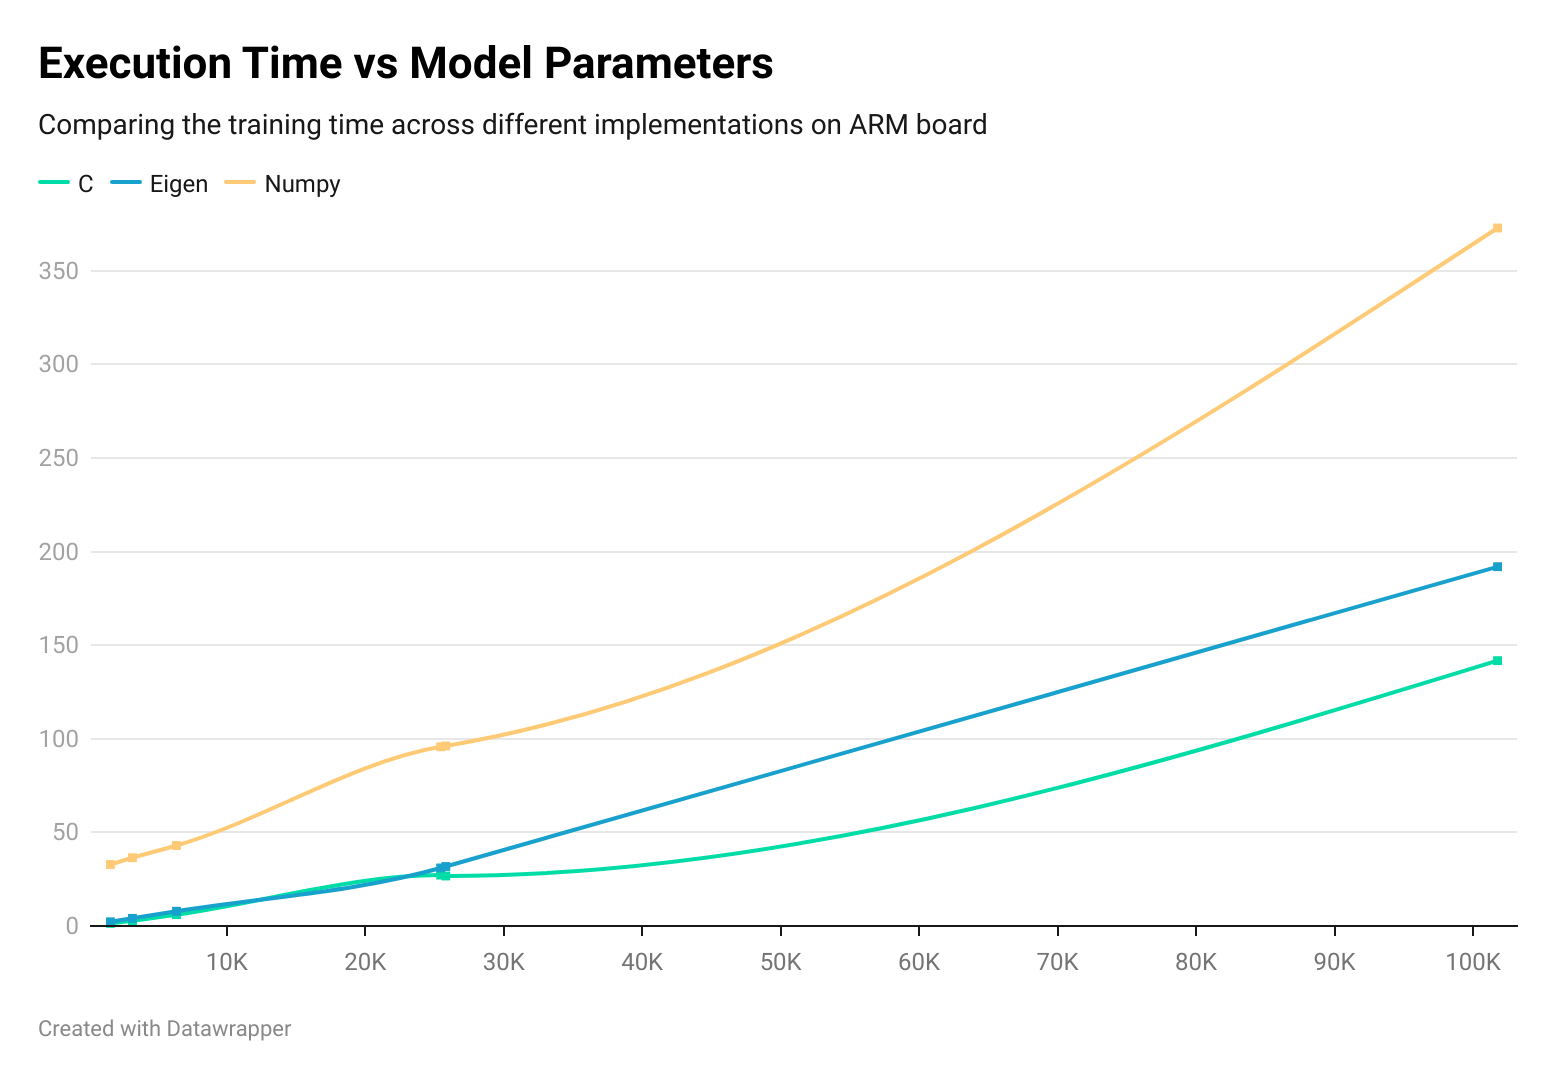 Execution Time vs Model Parameters
Comparing the training time across different implementations on ARM board
C Eigen Numpy
350
300
250
200
150
100
50
0
10K 20K 30K 40K 50K 60K 70K 80K 90K 100K
Created with Datawrapper